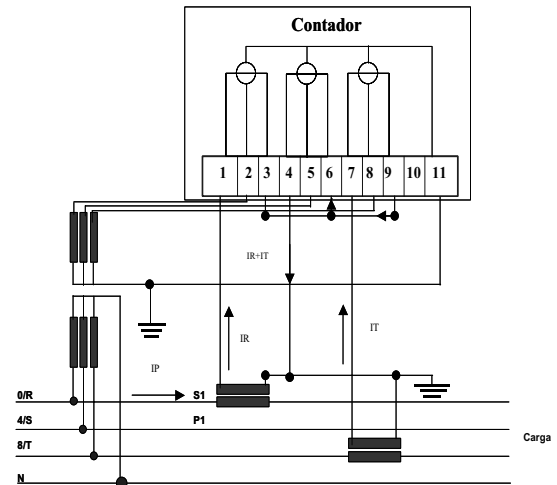 Contador
1 2 3 4 5 6 7 8 9 10 11
IR+IT
IR
IT
IP
0/R
S1
4/S
P1
8/T
Carga
N